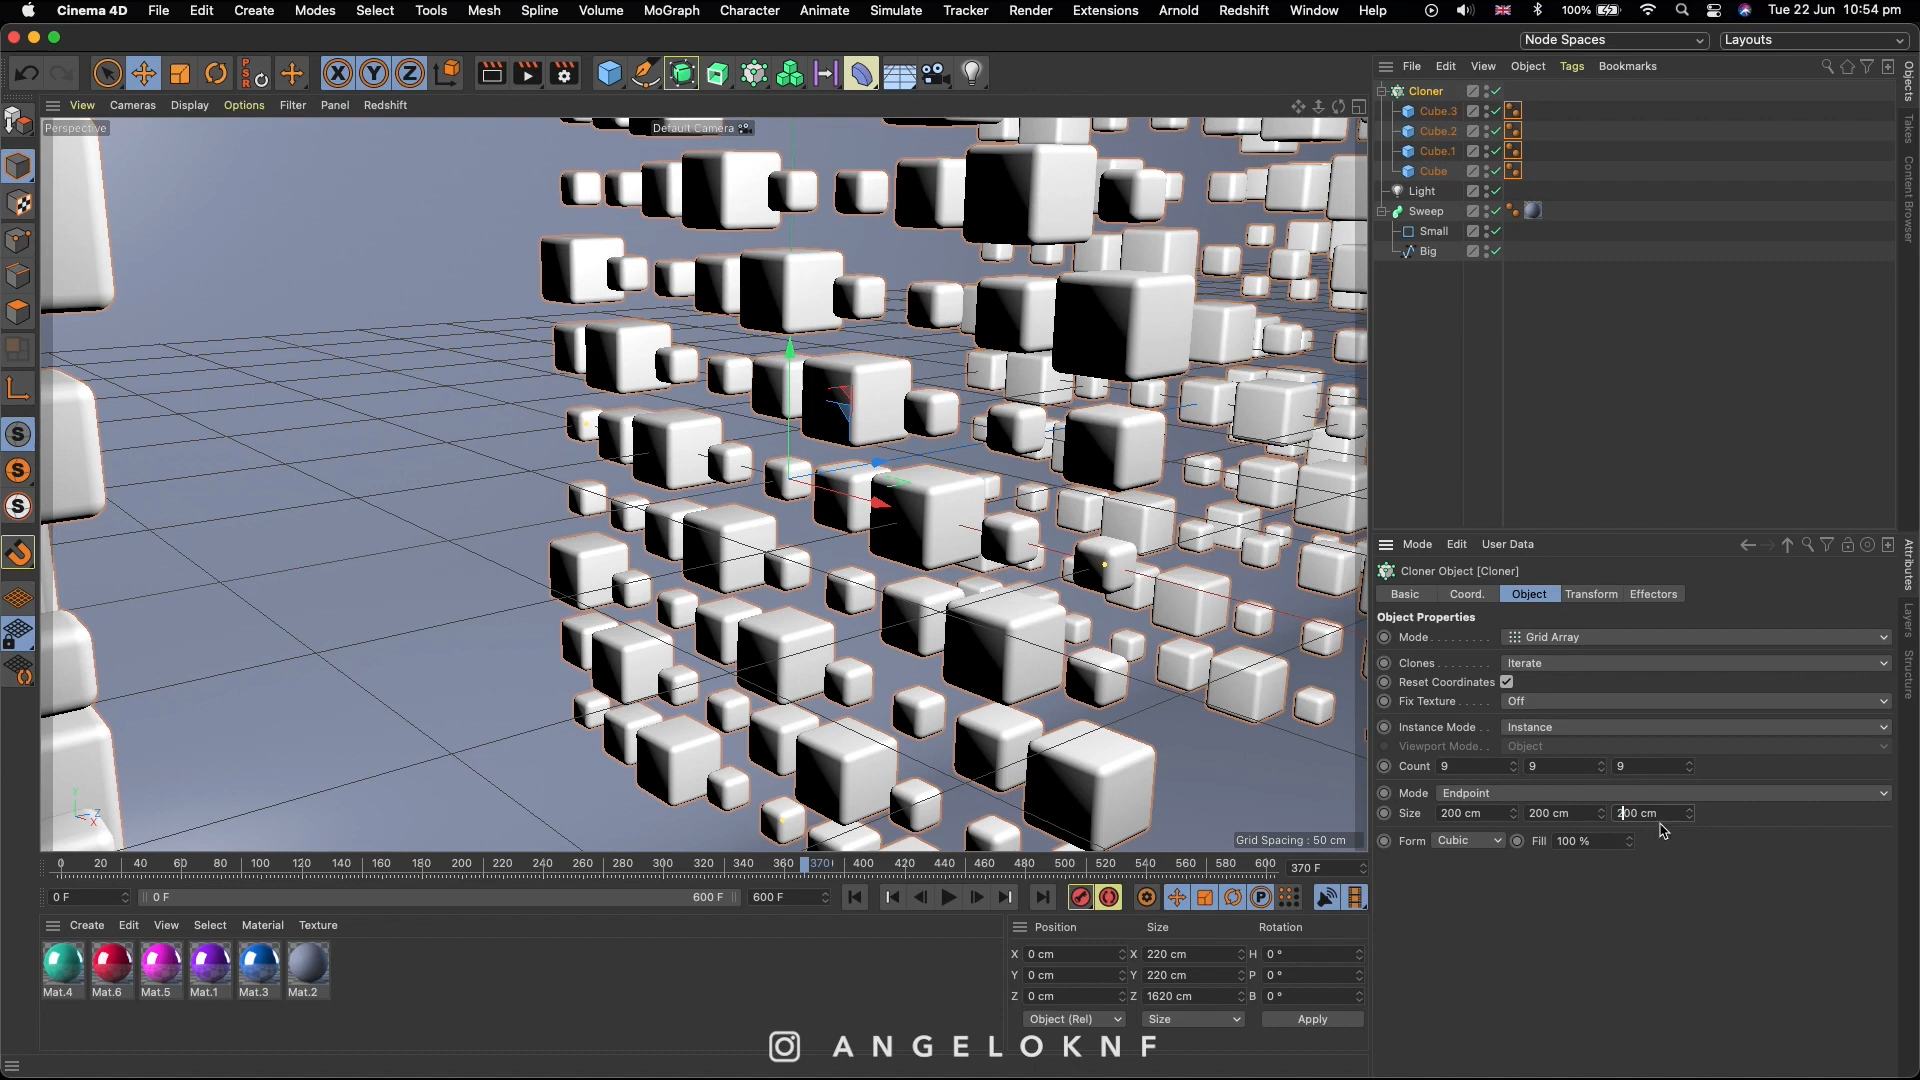 Cinema 4D File Edit Create Modes Select Tools Mesh Spline Volume MoGraph Character Animate Simulate Tracker Render Extensions Arnold Redshift Window Help 100% Tue 22 Jun 10:54 pm
Node Spaces Layouts
PSR X Y Z
File Edit View Object Tags Bookmarks
View Cameras Display Options Filter Panel Redshift
Perspective Default Camera
Cloner
Cube.3
Cube.2
Cube.1
Cube
Light
Sweep
Small
Big
Objects
Takes
Content Browser
Mode Edit User Data
Cloner Object [Cloner]
Basic Coord. Object Transform Effectors
Object Properties
Mode . . . . . . . . . Grid Array
Clones . . . . . . . . Iterate
Reset Coordinates
Fix Texture . . . . . Off
Instance Mode . . Instance
Viewport Mode. . . Object
Count 9 9 9
Mode Endpoint
Size 200 cm 200 cm 200 cm
Form Cubic Fill 100 %
Attributes
Layers
Structure
S
S
S
Y
Z
X
Grid Spacing : 50 cm
0 20 40 60 80 100 120 140 160 180 200 220 240 260 280 300 320 340 360 370 400 420 440 460 480 500 520 540 560 580 600 370 F
0 F 0 F 600 F 600 F
P
Create Edit View Select Material Texture
Mat.4 Mat.6 Mat.5 Mat.1 Mat.3 Mat.2
Position Size Rotation
X 0 cm X 220 cm H 0 °
Y 0 cm Y 220 cm P 0 °
Z 0 cm Z 1620 cm B 0 °
Object (Rel) Size Apply
ANGELOKNF